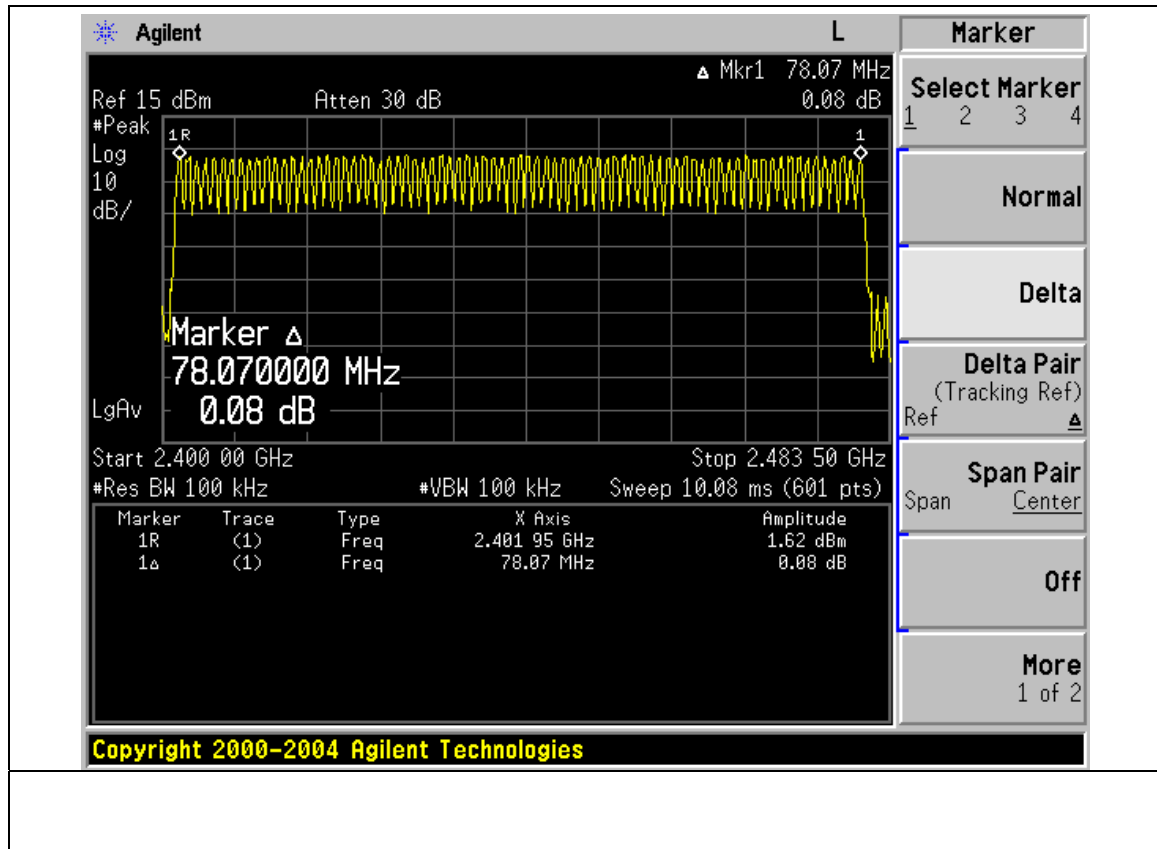 Agilent L
Marker
Δ Mkr1 78.07 MHz
Ref 15 dBm Atten 30 dB 0.08 dB
#Peak
Log
10
dB/
1R
1
Marker Δ
78.070000 MHz
0.08 dB
LgAv
Start 2.400 00 GHz Stop 2.483 50 GHz
#Res BW 100 kHz #VBW 100 kHz Sweep 10.08 ms (601 pts)
Marker Trace Type X Axis Amplitude
1R (1) Freq 2.401 95 GHz 1.62 dBm
1Δ (1) Freq 78.07 MHz 0.08 dB
Select Marker
1 2 3 4
Normal
Delta
Delta Pair
(Tracking Ref)
Ref Δ
Span Pair
Span Center
Off
More
1 of 2
Copyright 2000-2004 Agilent Technologies